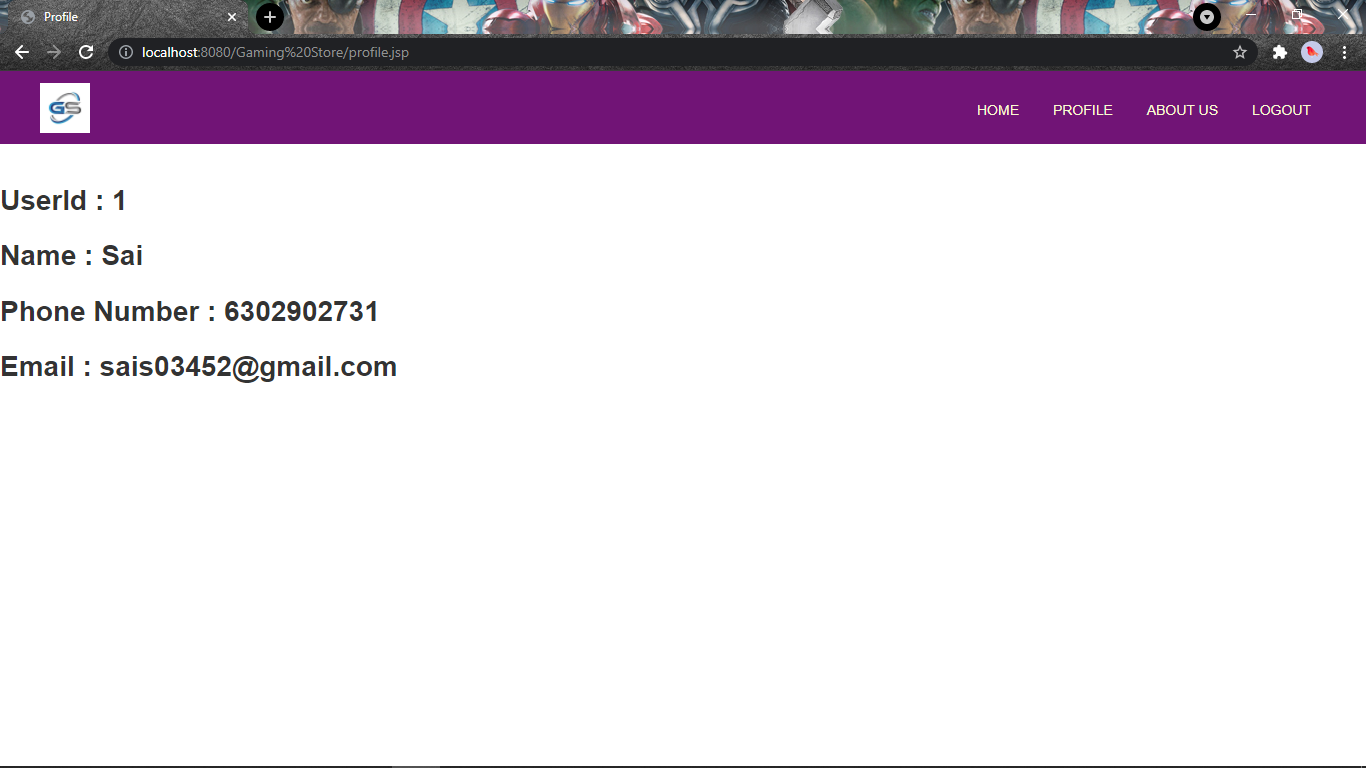 Profile
localhost:8080/Gaming%20Store/profile.jsp
GS
HOME PROFILE ABOUT US LOGOUT
UserId : 1
Name : Sai
Phone Number : 6302902731
Email : sais03452@gmail.com